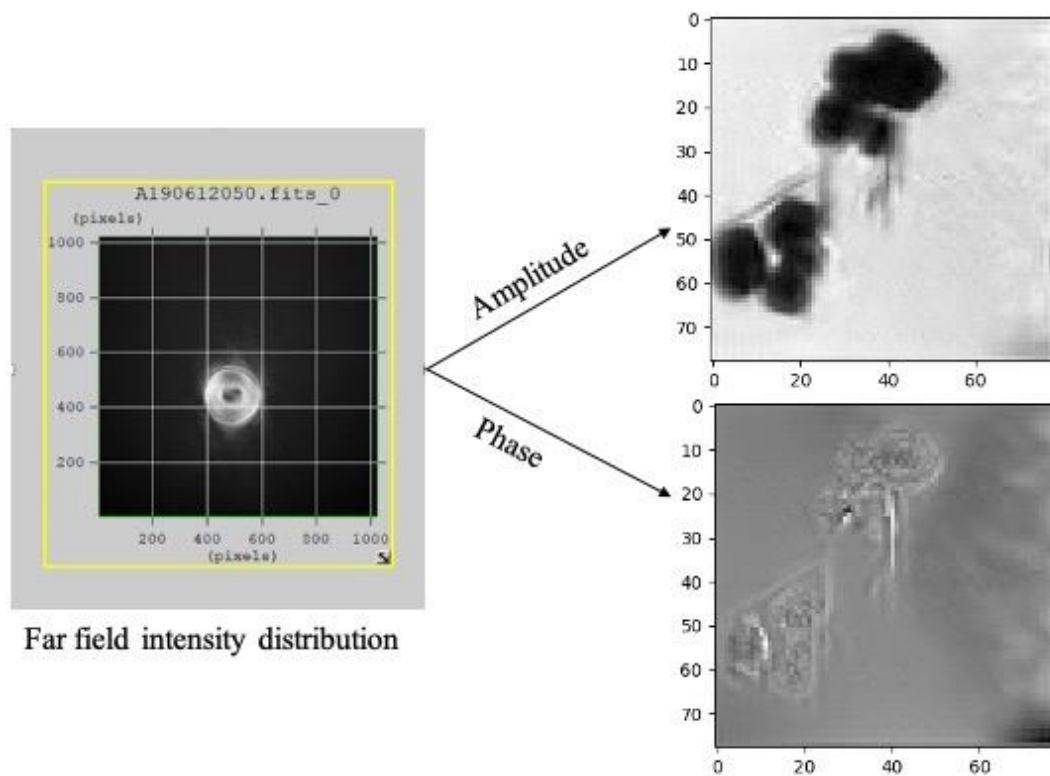 A190612050.fits_0
(pixels)
1000
800
600
400
200
200 400 600 800 1000
(pixels)
Far field intensity distribution
Amplitude
Phase
0
10
20
30
40
50
60
70
0 20 40 60
0
10
20
30
40
50
60
70
0 20 40 60